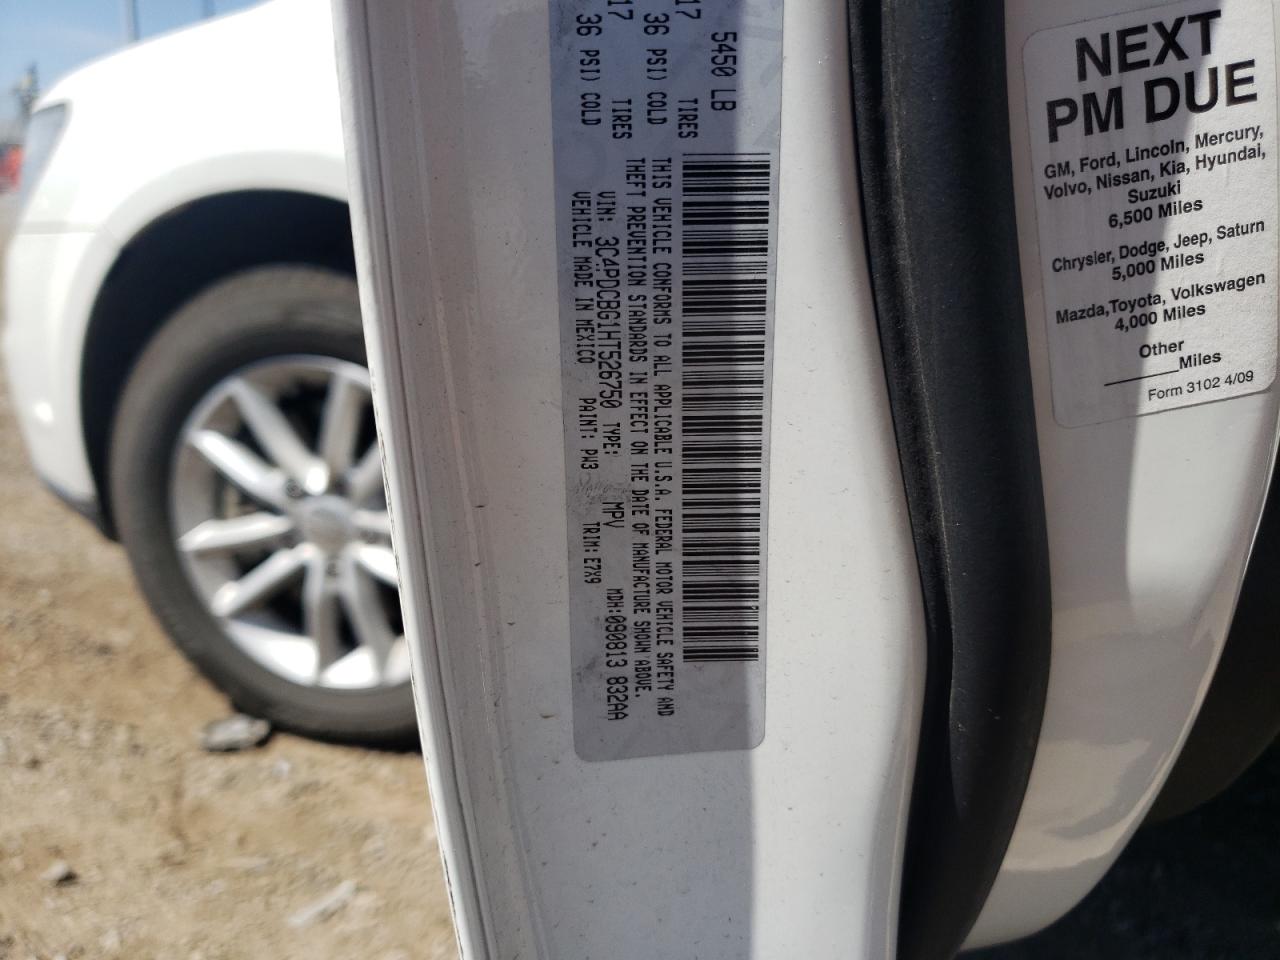 5450 LB
17 TIRES
36 PSI) COLD
17 TIRES
36 PSI) COLD
THIS VEHICLE CONFORMS TO ALL APPLICABLE U.S.A. FEDERAL MOTOR VEHICLE SAFETY AND
THEFT PREVENTION STANDARDS IN EFFECT ON THE DATE OF MANUFACTURE SHOWN ABOVE.
VIN: 3C4PDCBG1HT526750 TYPE: MPV MDH:090813 832AA
VEHICLE MADE IN MEXICO PAINT: PW3 TRIM: E7X9
NEXT
PM DUE
GM, Ford, Lincoln, Mercury,
Volvo, Nissan, Kia, Hyundai,
Suzuki
6,500 Miles
Chrysler, Dodge, Jeep, Saturn
5,000 Miles
Mazda,Toyota, Volkswagen
4,000 Miles
Other
______Miles
Form 3102 4/09